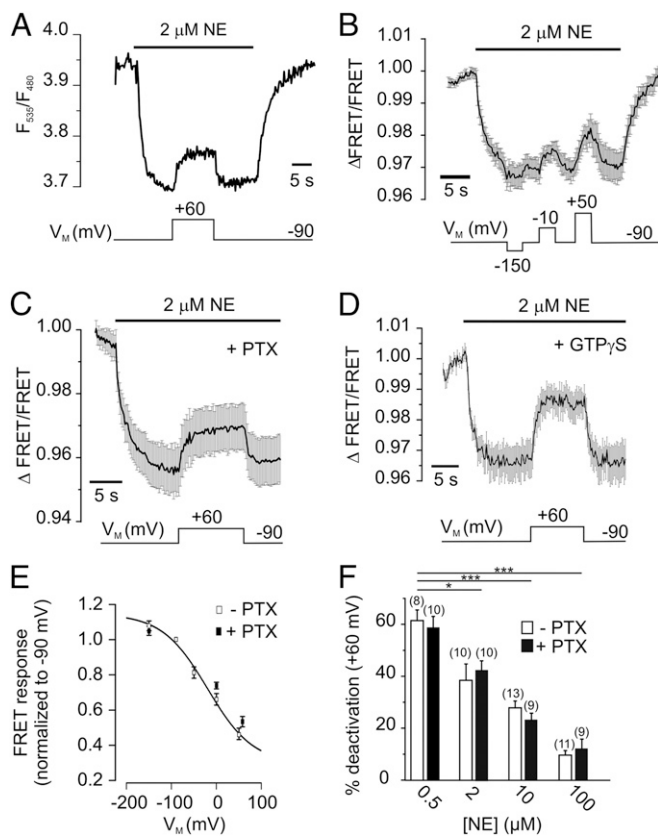 A
2 μM NE
4.0
3.9
3.8
3.7
F535/F480
5 s
+60
VM (mV)
-90
B
2 μM NE
1.01
1.00
0.99
0.98
0.97
0.96
ΔFRET/FRET
5 s
+50
-10
VM (mV)
-90
-150
C
2 μM NE
+ PTX
1.00
0.98
0.96
0.94
Δ FRET/FRET
5 s
+60
VM (mV)
-90
D
2 μM NE
+ GTPγS
1.01
1.00
0.99
0.98
0.97
0.96
Δ FRET/FRET
5 s
+60
VM (mV)
-90
E
1.2
1.0
0.8
0.6
0.4
0.2
FRET response
(normalized to -90 mV)
- PTX
+ PTX
-200 -100 0 100
VM (mV)
F
***
***
*
(8) (10)
(10) (10)
(13) (9)
(11) (9)
- PTX
+ PTX
60
40
20
0
% deactivation (+60 mV)
0.5 2 10 100
[NE] (μM)